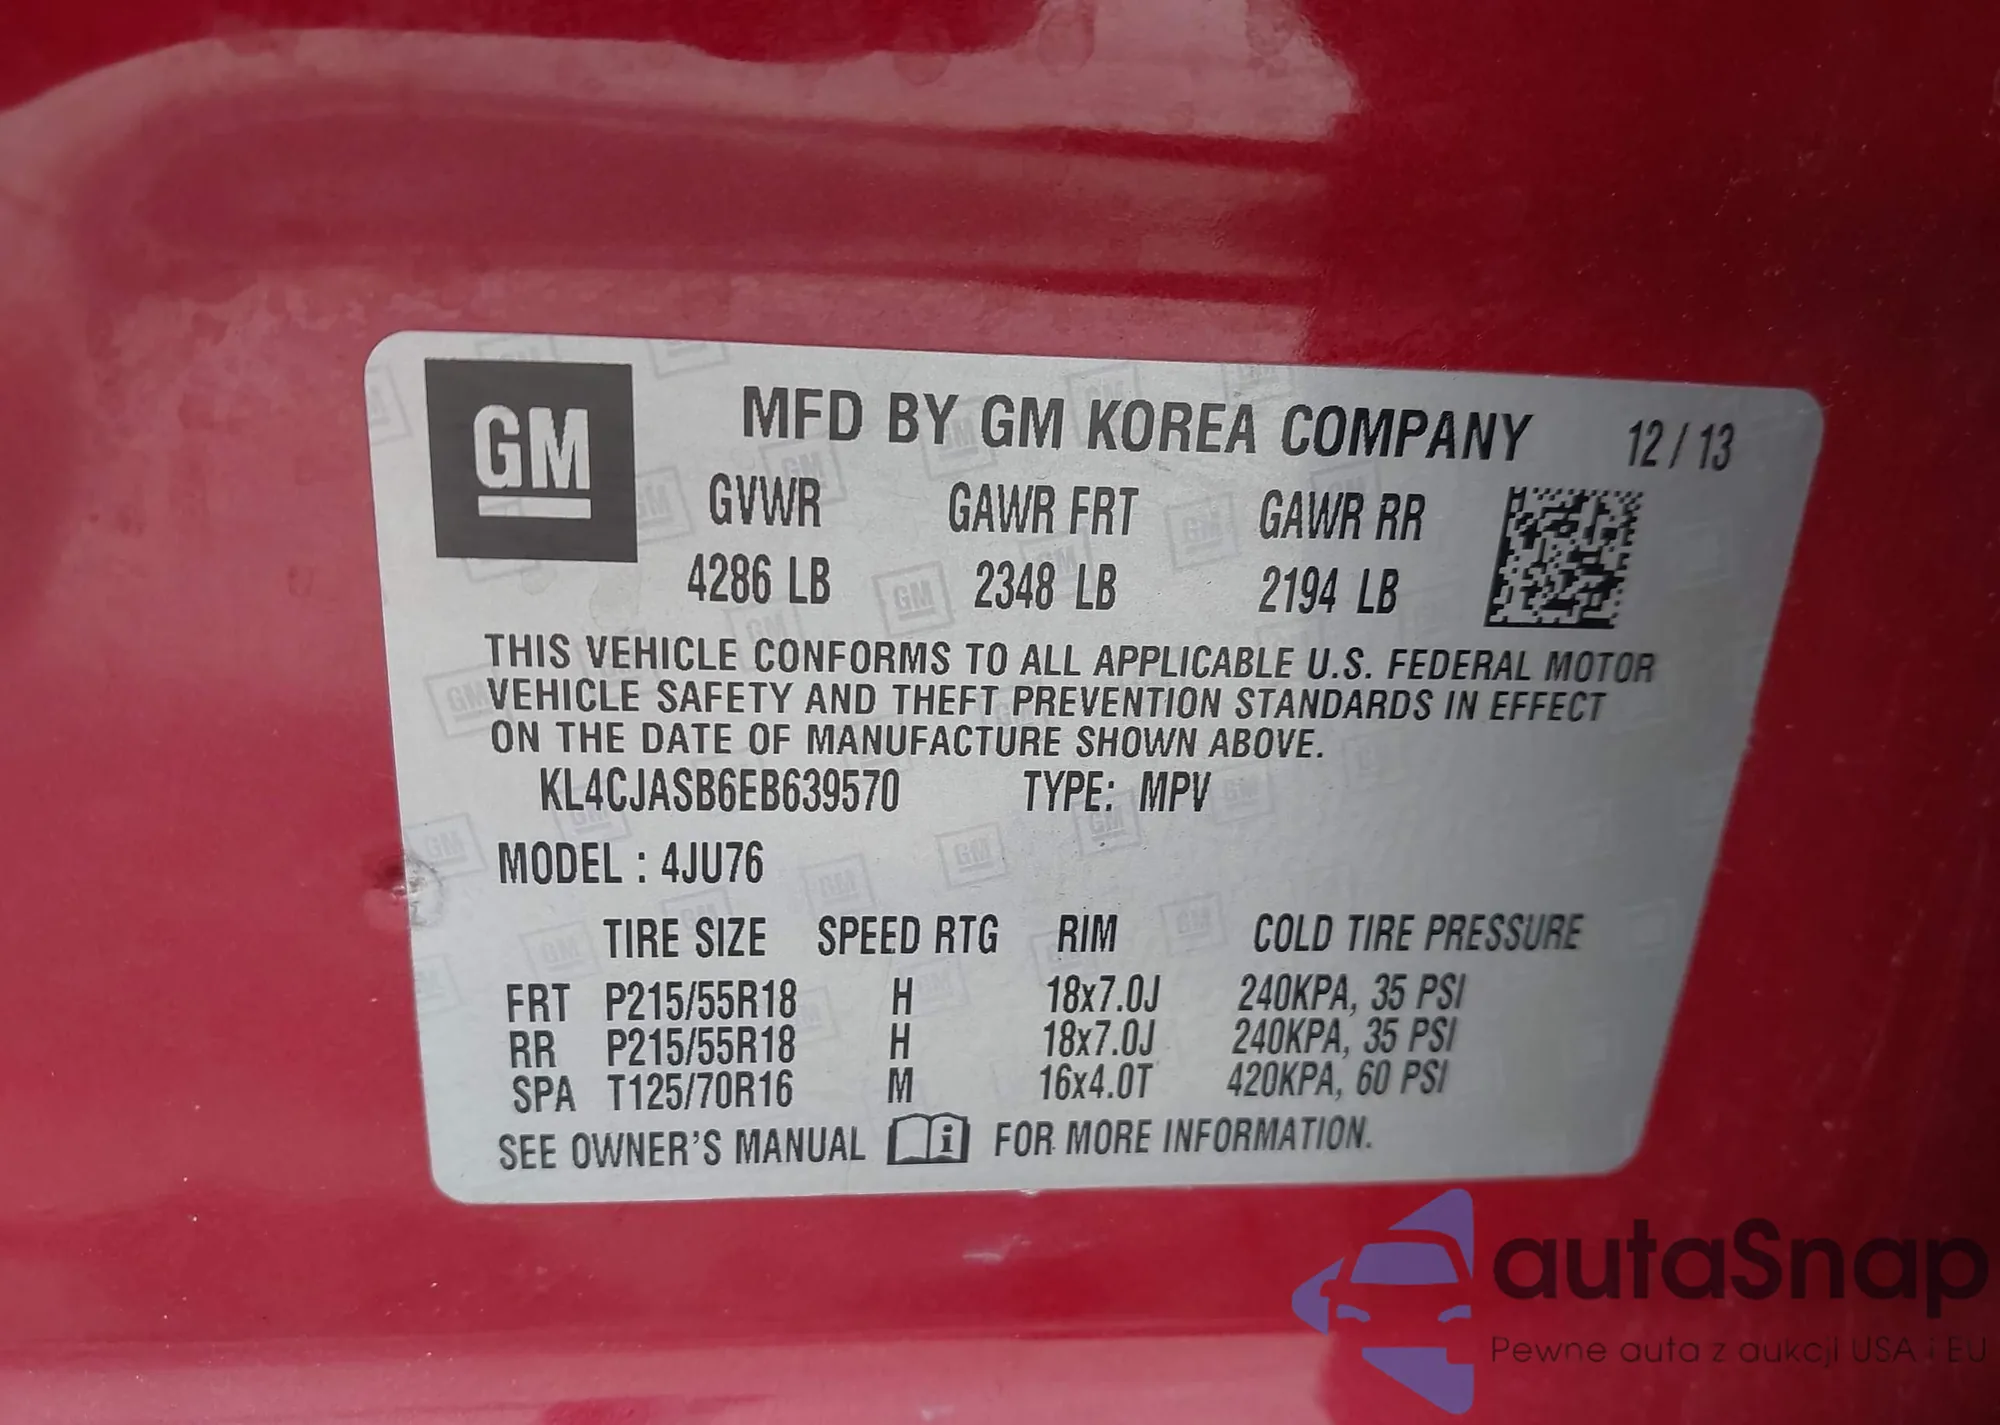 GM
MFD BY GM KOREA COMPANY 12 / 13
GVWR GAWR FRT GAWR RR
4286 LB 2348 LB 2194 LB
THIS VEHICLE CONFORMS TO ALL APPLICABLE U.S. FEDERAL MOTOR
VEHICLE SAFETY AND THEFT PREVENTION STANDARDS IN EFFECT
ON THE DATE OF MANUFACTURE SHOWN ABOVE.
KL4CJASB6EB639570 TYPE: MPV
MODEL : 4JU76
TIRE SIZE SPEED RTG RIM COLD TIRE PRESSURE
FRT P215/55R18 H 18x7.0J 240KPA, 35 PSI
RR P215/55R18 H 18x7.0J 240KPA, 35 PSI
SPA T125/70R16 M 16x4.0T 420KPA, 60 PSI
SEE OWNER'S MANUAL i FOR MORE INFORMATION.
autaSnap
Pewne auta z aukcji USA i EU